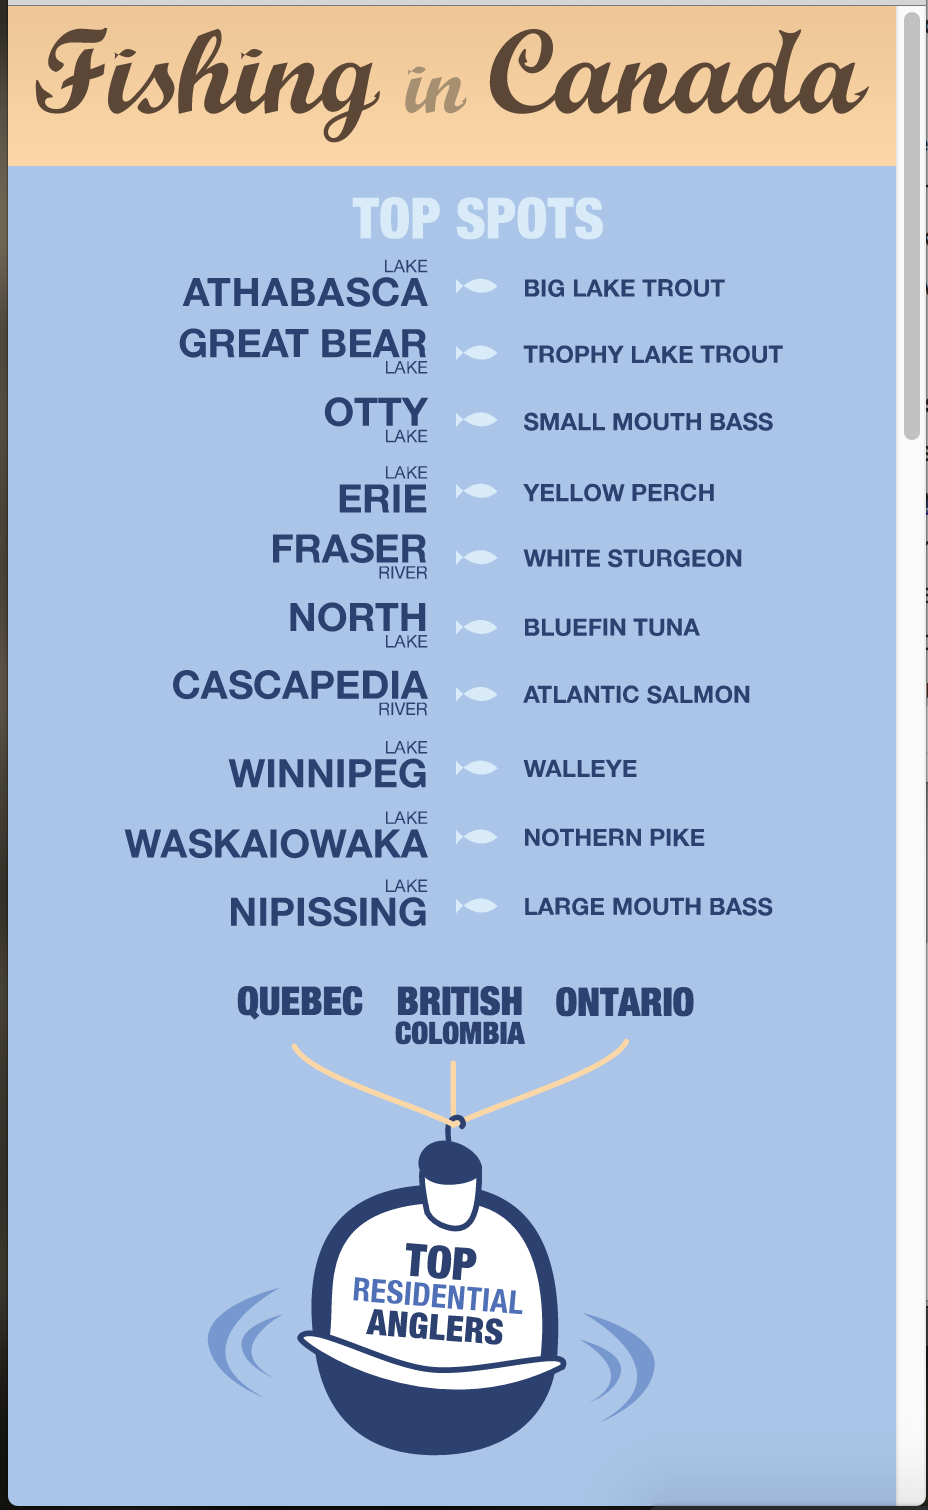 Fishing in Canada
TOP SPOTS
LAKE
ATHABASCA BIG LAKE TROUT
GREAT BEAR
LAKE
TROPHY LAKE TROUT
OTTY
LAKE
SMALL MOUTH BASS
LAKE
ERIE YELLOW PERCH
FRASER
RIVER
WHITE STURGEON
NORTH
LAKE
BLUEFIN TUNA
CASCAPEDIA
RIVER
ATLANTIC SALMON
LAKE
WINNIPEG WALLEYE
LAKE
WASKAIOWAKA NOTHERN PIKE
LAKE
NIPISSING LARGE MOUTH BASS
QUEBEC BRITISH ONTARIO
COLOMBIA
TOP
RESIDENTIAL
ANGLERS